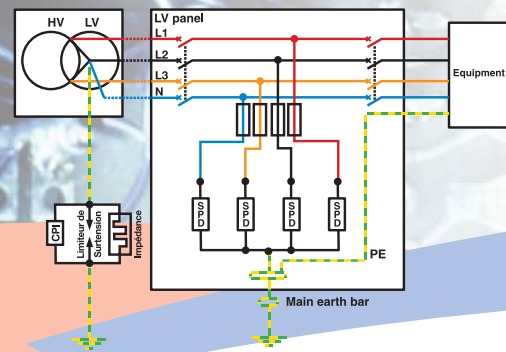 HV LV
LV panel
L1
L2
L3
N
Equipment
SPD
SPD
SPD
SPD
CPI
Limiteur de
Surtension
Impédance
PE
Main earth bar